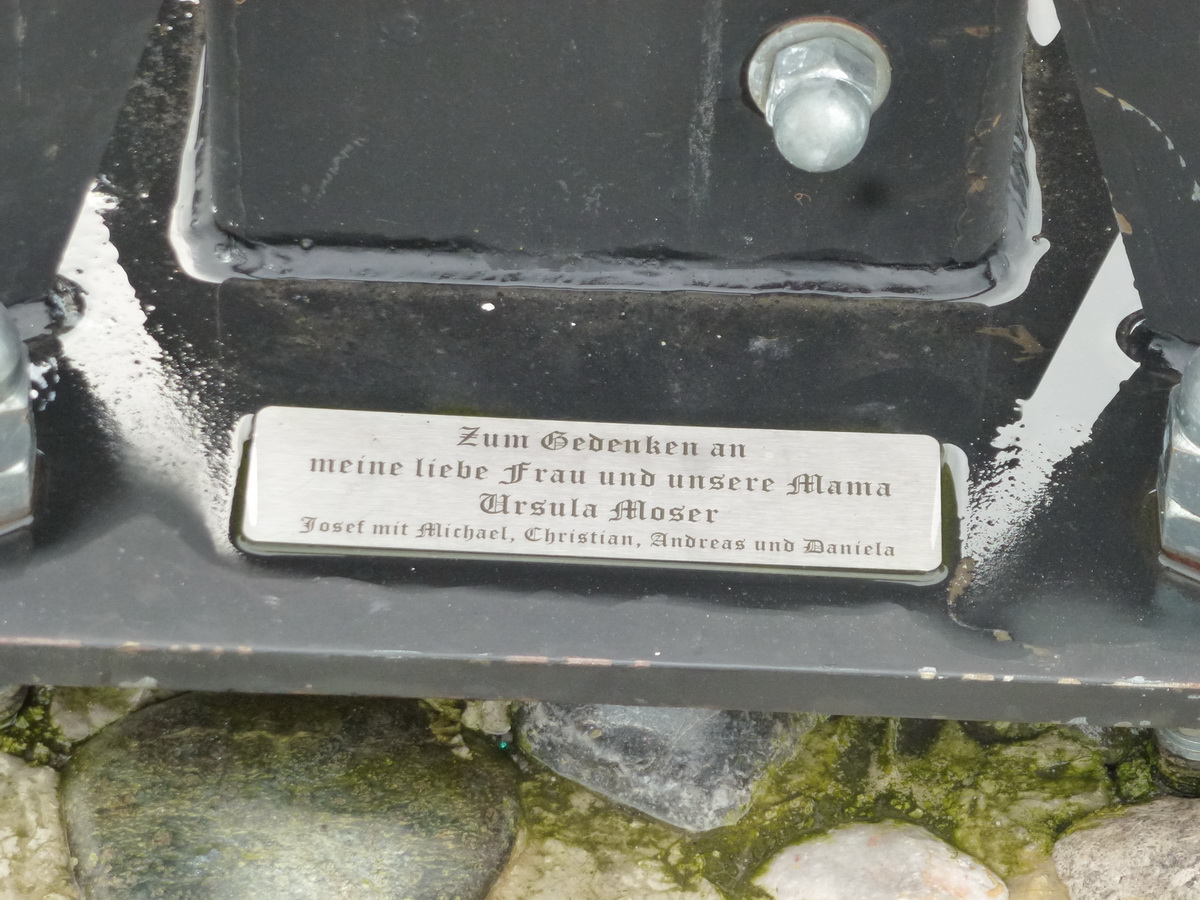 Zum Gedenken an
meine liebe Frau und unsere Mama
Ursula Moser
Josef mit Michael, Christian, Andreas und Daniela